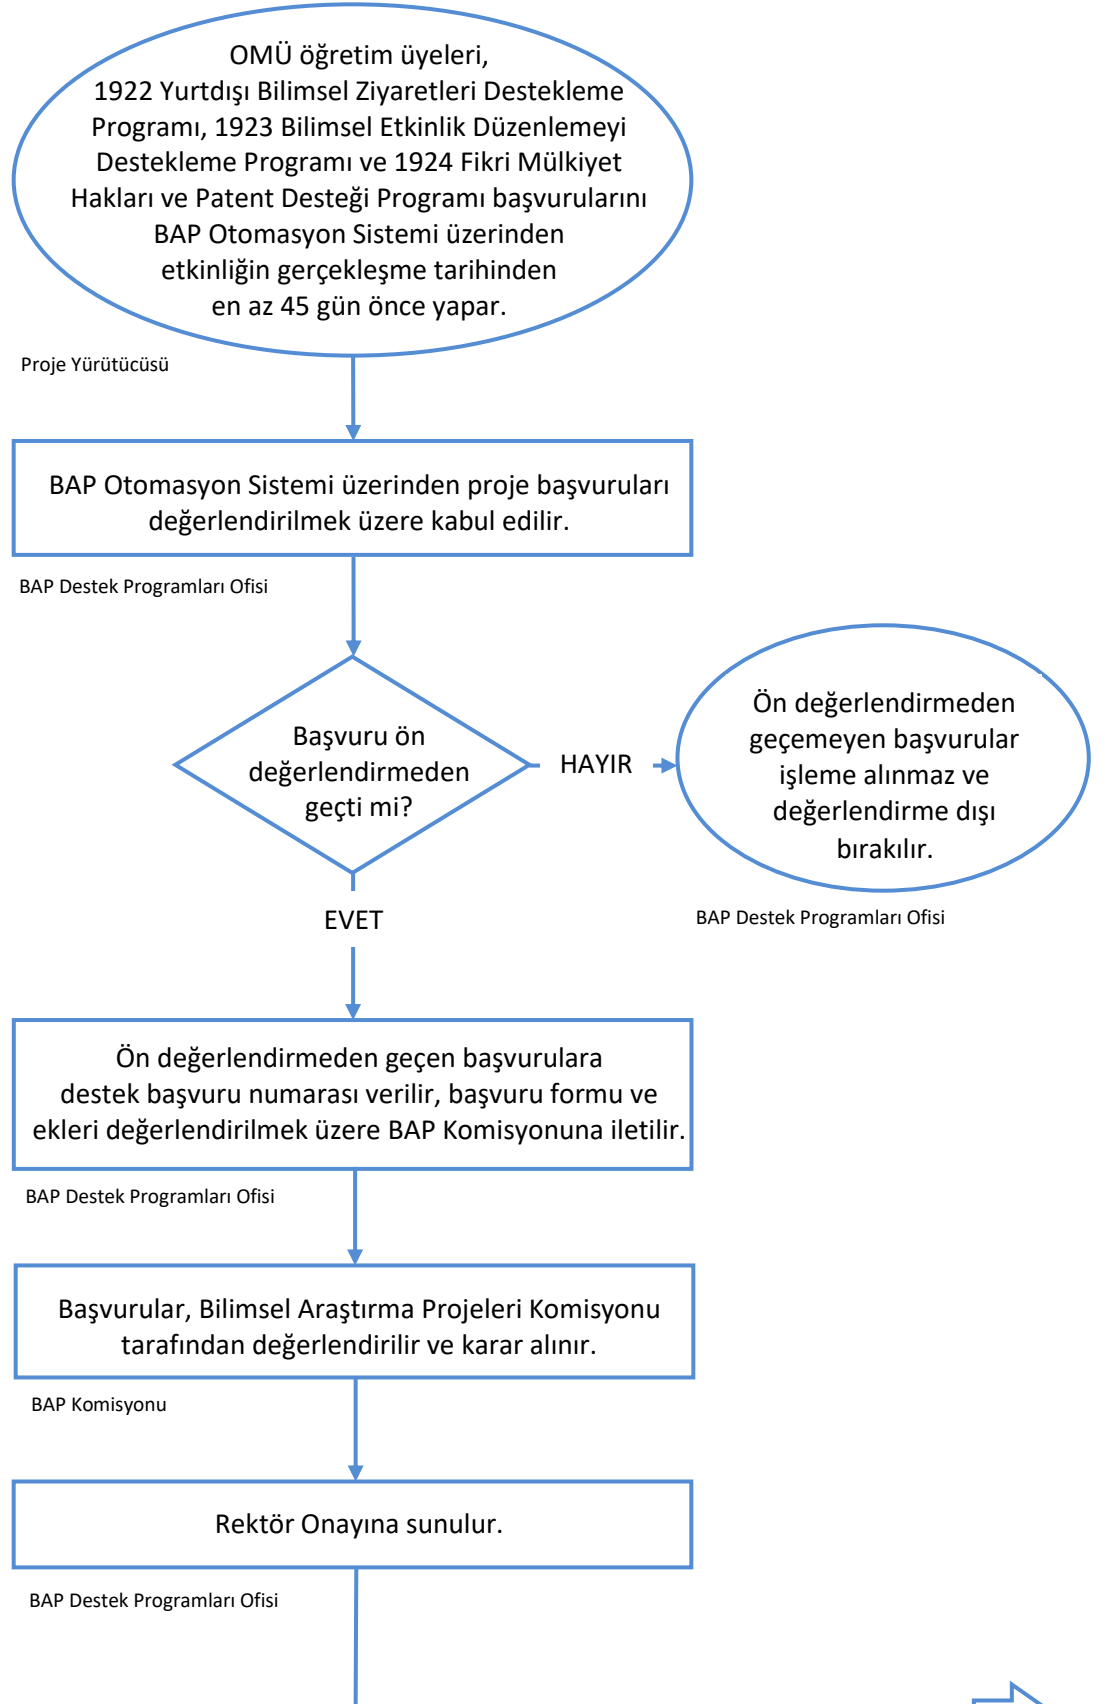 OMÜ öğretim üyeleri,
1922 Yurtdışı Bilimsel Ziyaretleri Destekleme
Programı, 1923 Bilimsel Etkinlik Düzenlemeyi
Destekleme Programı ve 1924 Fikri Mülkiyet
Hakları ve Patent Desteği Programı başvurularını
BAP Otomasyon Sistemi üzerinden
etkinliğin gerçekleşme tarihinden
en az 45 gün önce yapar.
Proje Yürütücüsü
BAP Otomasyon Sistemi üzerinden proje başvuruları
değerlendirilmek üzere kabul edilir.
BAP Destek Programları Ofisi
Başvuru ön
değerlendirmeden
geçti mi?
HAYIR
Ön değerlendirmeden
geçemeyen başvurular
işleme alınmaz ve
değerlendirme dışı
bırakılır.
BAP Destek Programları Ofisi
EVET
Ön değerlendirmeden geçen başvurulara
destek başvuru numarası verilir, başvuru formu ve
ekleri değerlendirilmek üzere BAP Komisyonuna iletilir.
BAP Destek Programları Ofisi
Başvurular, Bilimsel Araştırma Projeleri Komisyonu
tarafından değerlendirilir ve karar alınır.
BAP Komisyonu
Rektör Onayına sunulur.
BAP Destek Programları Ofisi